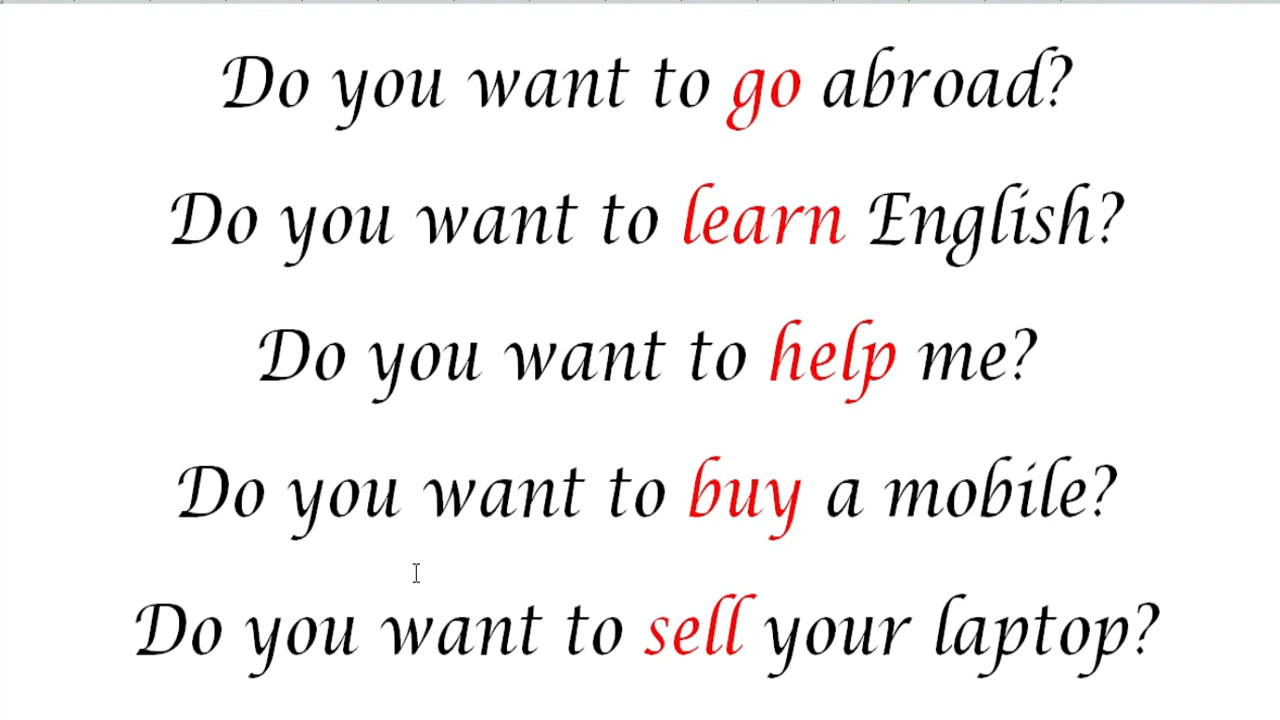 Do you want to go abroad?
Do you want to learn English?
Do you want to help me?
Do you want to buy a mobile?
Do you want to sell your laptop?